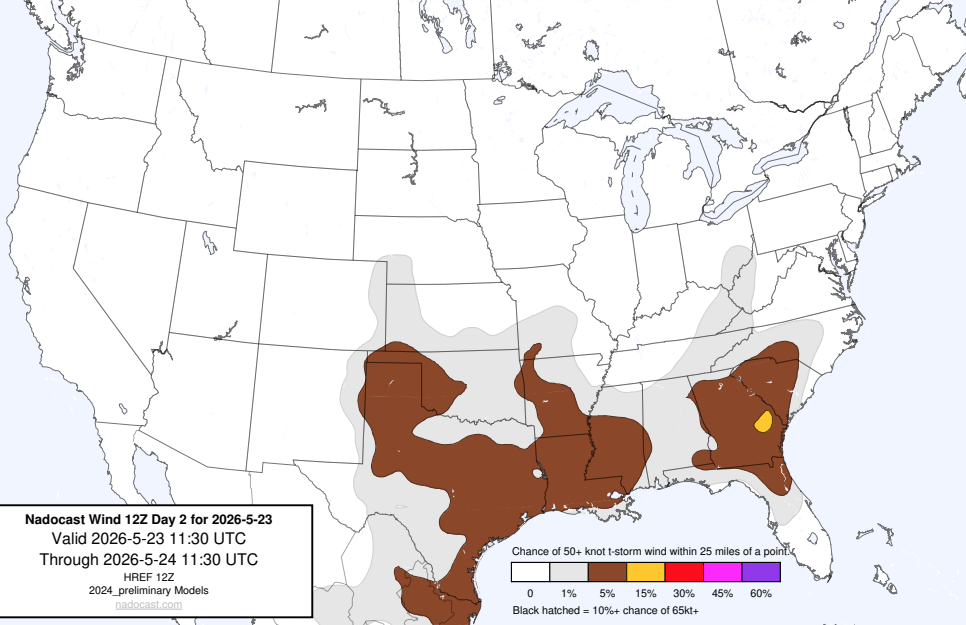 Nadocast Wind 12Z Day 2 for 2026-5-23
Valid 2026-5-23 11:30 UTC
Through 2026-5-24 11:30 UTC
HREF 12Z
2024_preliminary Models
nadocast.com
Chance of 50+ knot t-storm wind within 25 miles of a point.
0 1% 5% 15% 30% 45% 60%
Black hatched = 10%+ chance of 65kt+